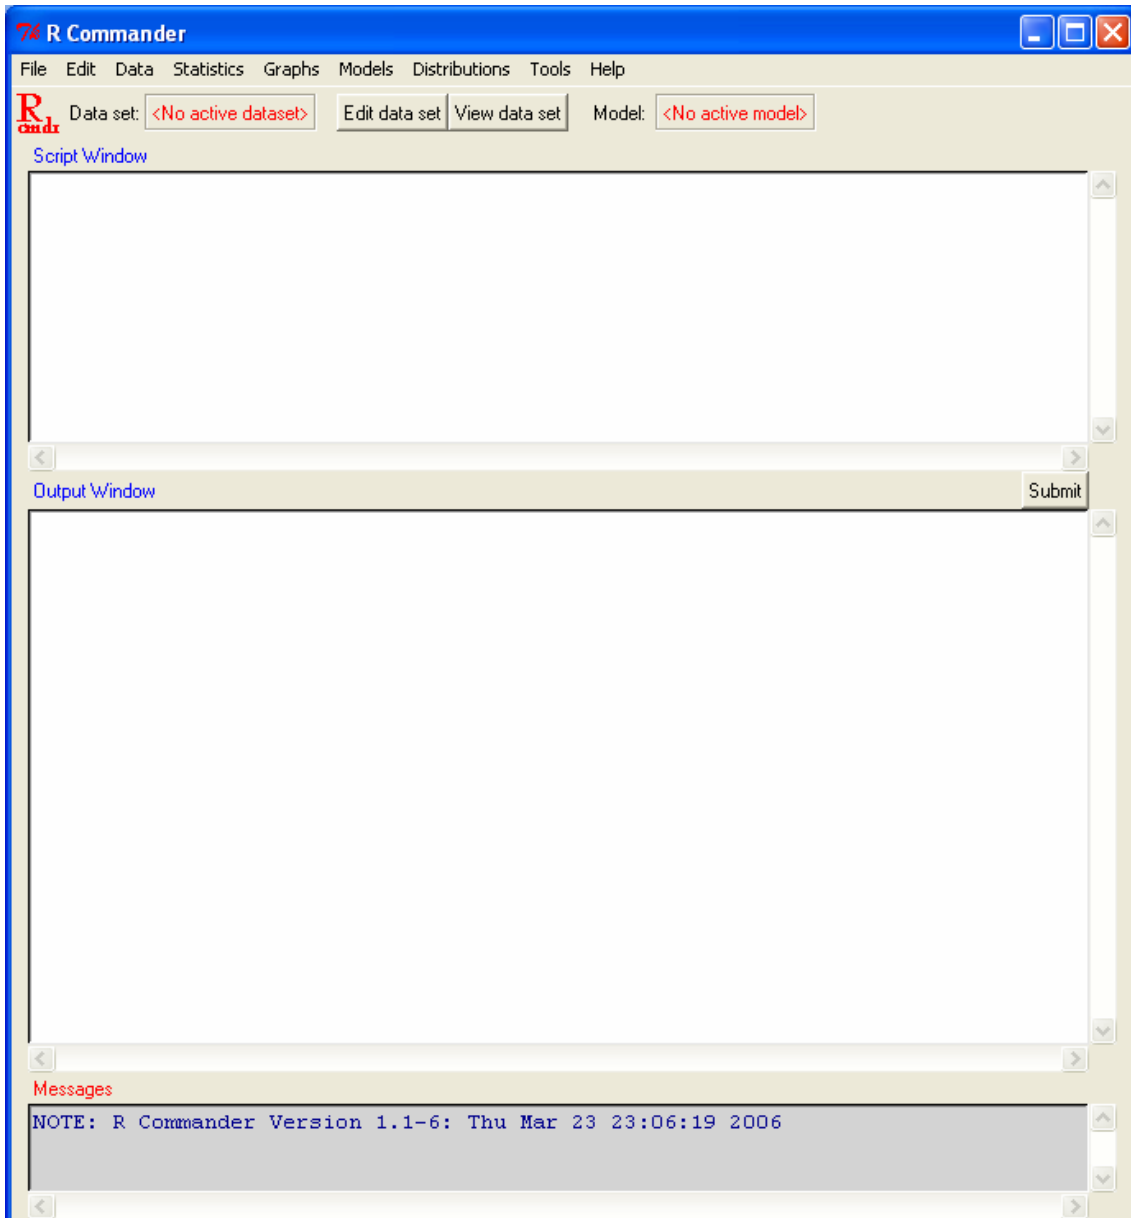 R Commander
File Edit Data Statistics Graphs Models Distributions Tools Help
R cmdr Data set: <No active dataset> Edit data set View data set Model: <No active model>
Script Window
Output Window Submit
Messages
NOTE: R Commander Version 1.1-6: Thu Mar 23 23:06:19 2006